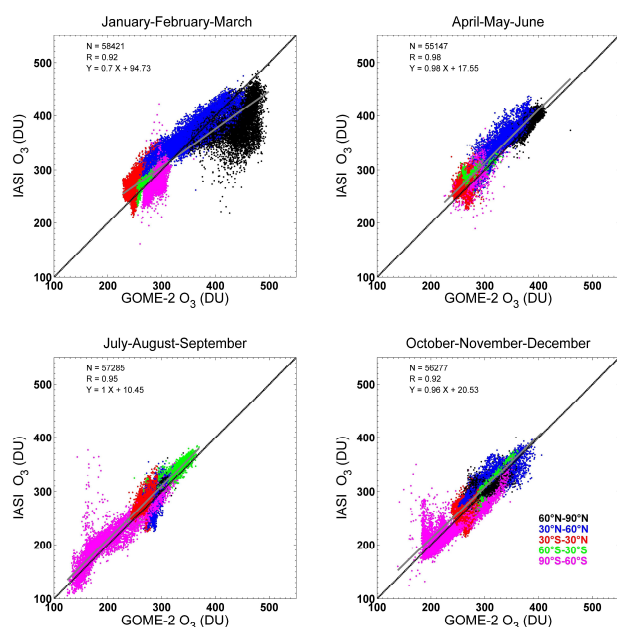 January-February-March
N = 58421
R = 0.92
Y = 0.7 X + 94.73
IASI O3 (DU)
500
400
300
200
100
100 200 300 400 500
GOME-2 O3 (DU)
April-May-June
N = 55147
R = 0.98
Y = 0.98 X + 17.55
IASI O3 (DU)
500
400
300
200
100
100 200 300 400 500
GOME-2 O3 (DU)
July-August-September
N = 57285
R = 0.95
Y = 1 X + 10.45
IASI O3 (DU)
500
400
300
200
100
100 200 300 400 500
GOME-2 O3 (DU)
October-November-December
N = 56277
R = 0.92
Y = 0.96 X + 20.53
IASI O3 (DU)
500
400
300
200
100
60°N-90°N
30°N-60°N
30°S-30°N
60°S-30°S
90°S-60°S
100 200 300 400 500
GOME-2 O3 (DU)